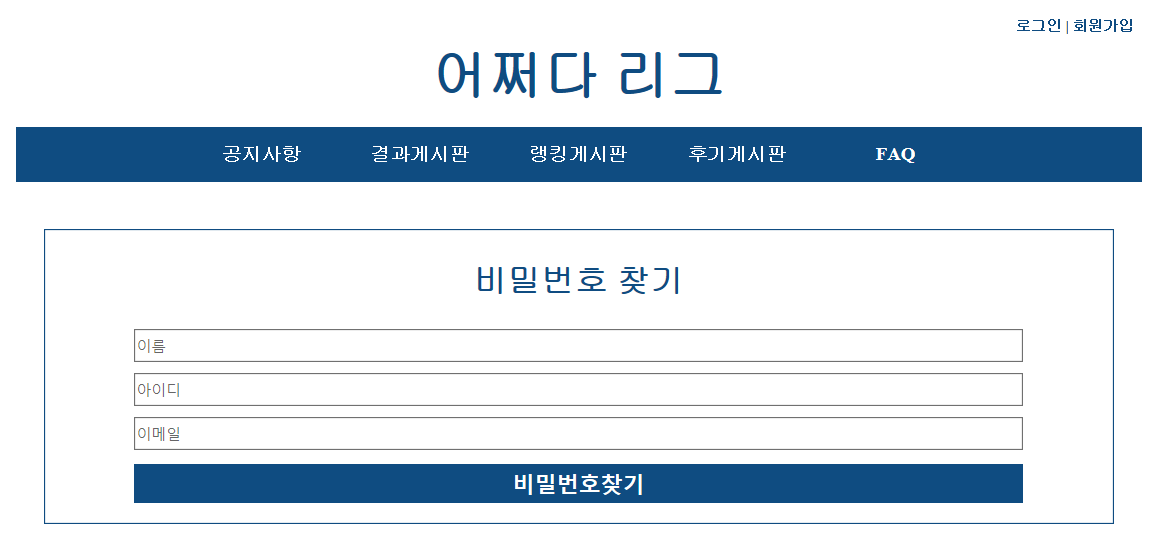 로그인 | 회원가입
어쩌다 리그
공지사항 결과게시판 랭킹게시판 후기게시판 FAQ
비밀번호 찾기
이름
아이디
이메일
비밀번호찾기